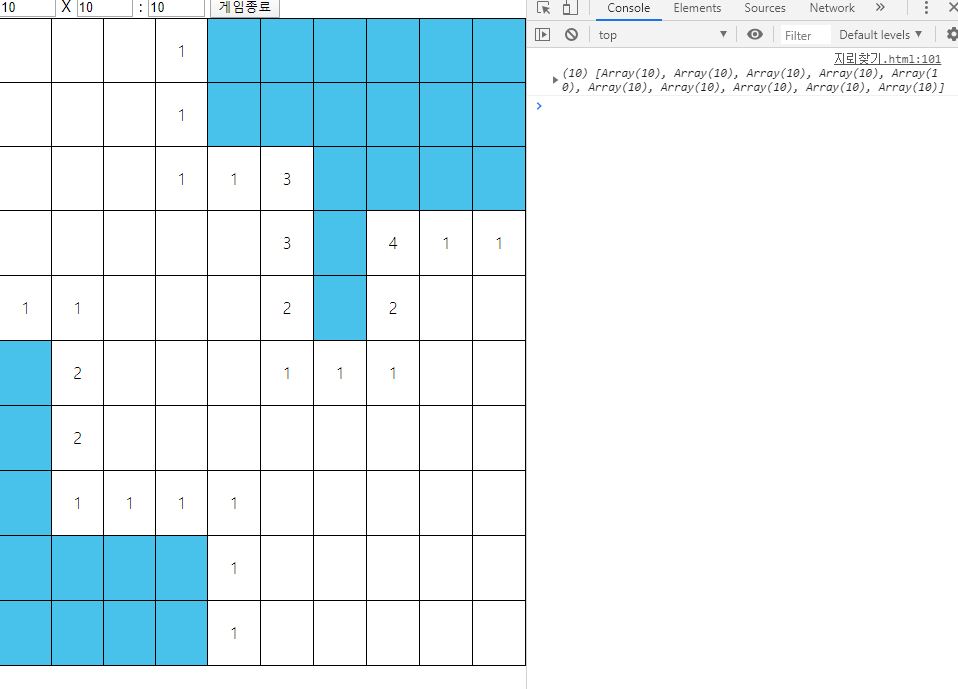 10 X 10 : 10 게임종료
Console Elements Sources Network »
top Filter Default levels
지뢰찾기.html:101
(10) [Array(10), Array(10), Array(10), Array(10), Array(1
0), Array(10), Array(10), Array(10), Array(10), Array(10)]
1
1
1 1 3
3 4 1 1
1 1 2 2
2 1 1 1
2
1 1 1 1
1
1